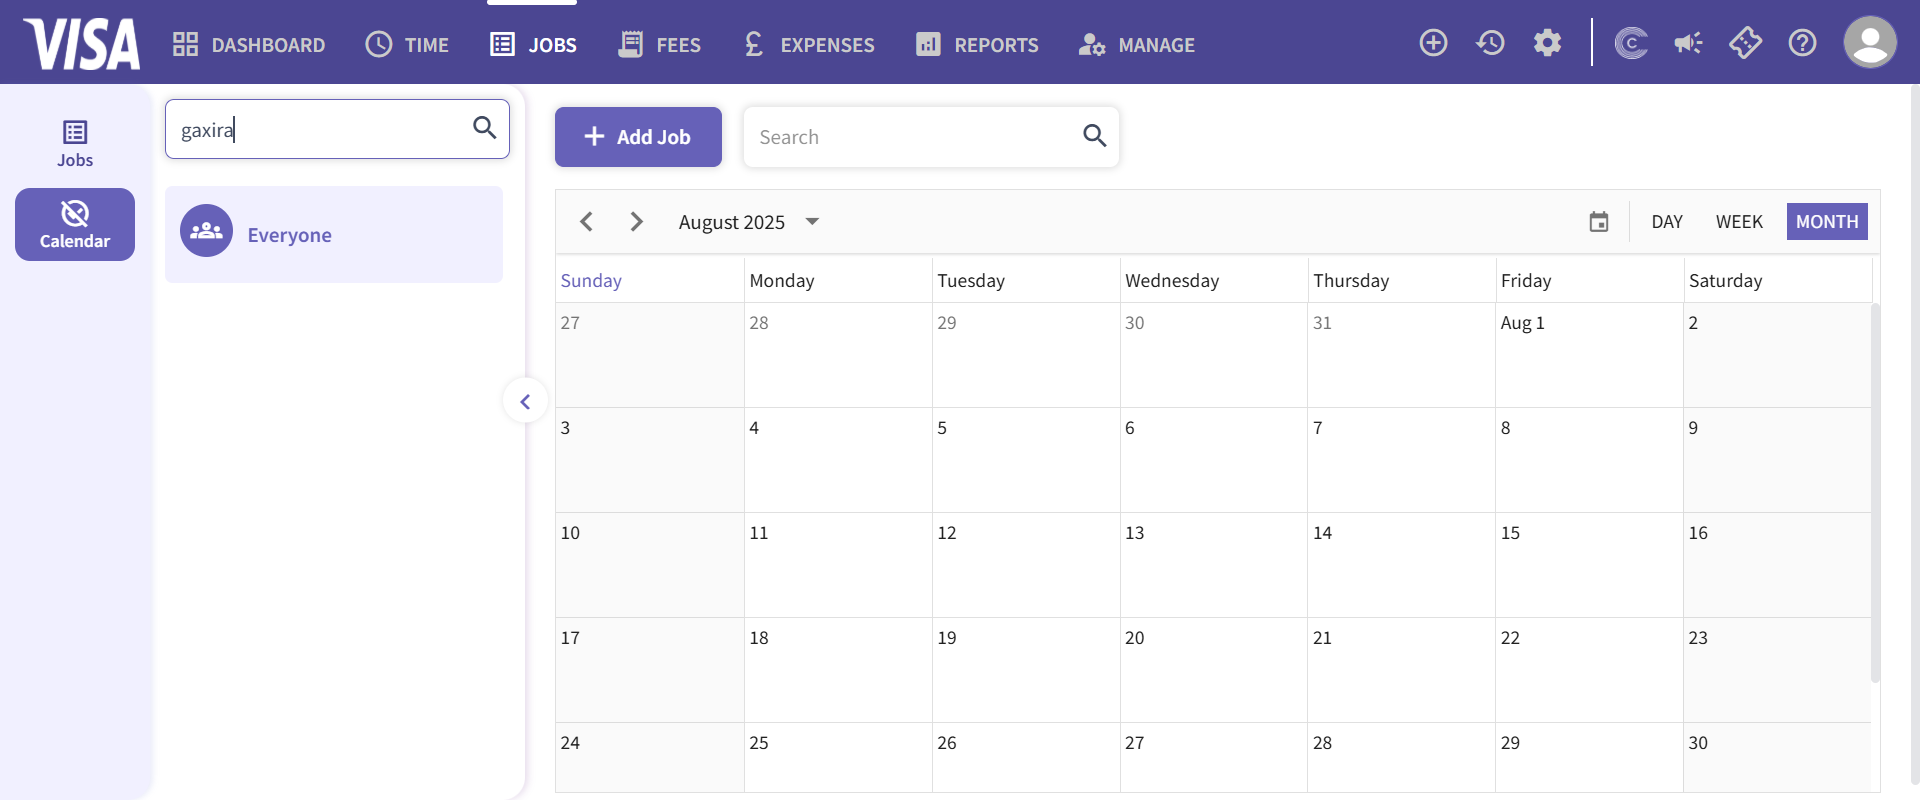 VISA
DASHBOARD
TIME
JOBS
FEES
£ EXPENSES
REPORTS
MANAGE
Jobs
Calendar
gaxira
Everyone
+ Add Job
Search
August 2025
DAY
WEEK
MONTH
Sunday Monday Tuesday Wednesday Thursday Friday Saturday
27 28 29 30 31 Aug 1 2
3 4 5 6 7 8 9
10 11 12 13 14 15 16
17 18 19 20 21 22 23
24 25 26 27 28 29 30